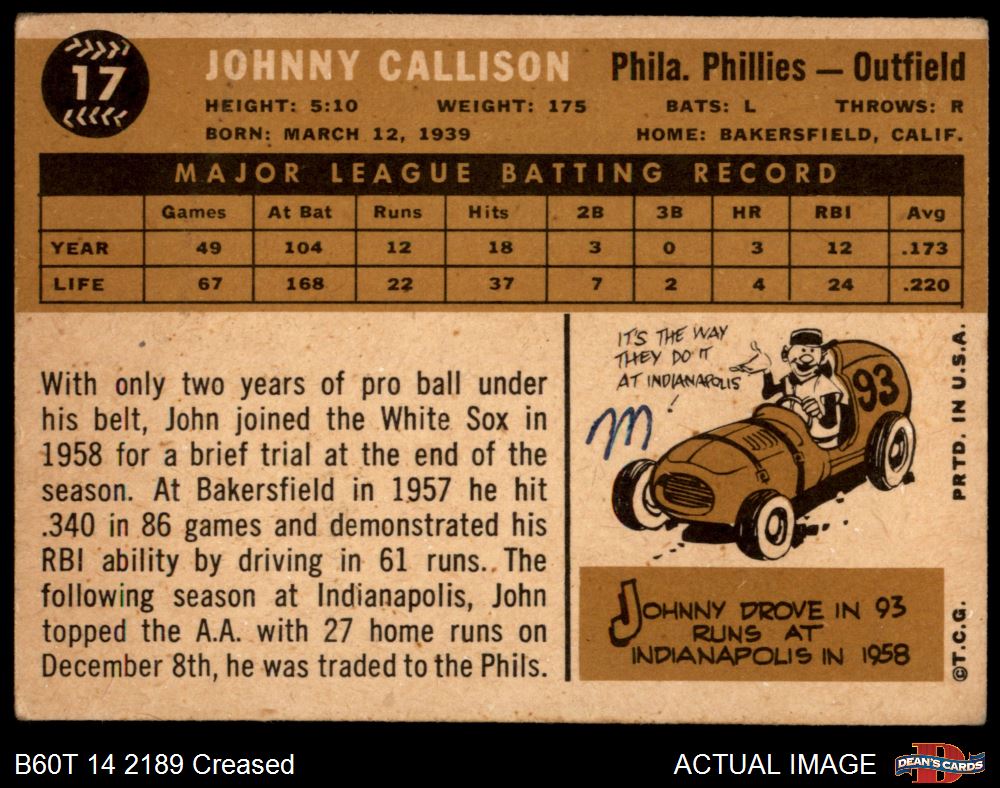 17
JOHNNY CALLISON Phila. Phillies — Outfield
HEIGHT: 5:10 WEIGHT: 175 BATS: L THROWS: R
BORN: MARCH 12, 1939 HOME: BAKERSFIELD, CALIF.
MAJOR LEAGUE BATTING RECORD
Games At Bat Runs Hits 2B 3B HR RBI Avg
YEAR 49 104 12 18 3 0 3 12 .173
LIFE 67 168 22 37 7 2 4 24 .220
With only two years of pro ball under
his belt, John joined the White Sox in
1958 for a brief trial at the end of the
season. At Bakersfield in 1957 he hit
.340 in 86 games and demonstrated his
RBI ability by driving in 61 runs. The
following season at Indianapolis, John
topped the A.A. with 27 home runs on
December 8th, he was traded to the Phils.
IT'S THE WAY
THEY DO IT
AT INDIANAPOLIS
!
m
93
JOHNNY DROVE IN 93
RUNS AT
INDIANAPOLIS IN 1958
©T.C.G. PRTD. IN U.S.A.
B60T 14 2189 Creased ACTUAL IMAGE
D
DEAN'S CARDS